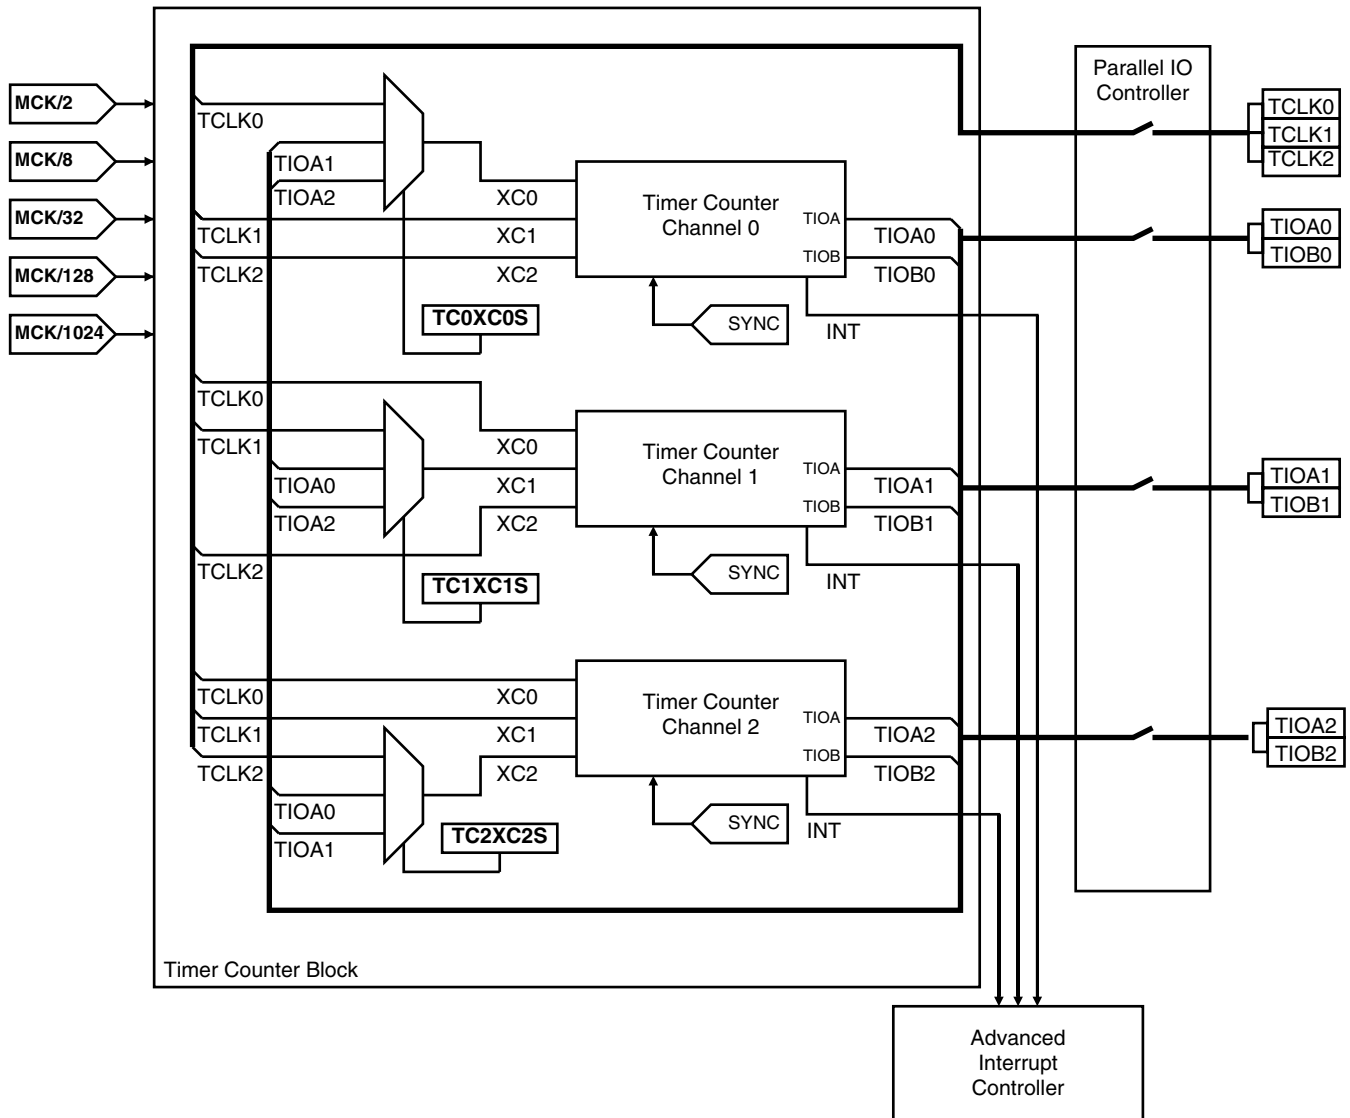 MCK/2
MCK/8
MCK/32
MCK/128
MCK/1024
TCLK0
TIOA1
TIOA2
TCLK1
TCLK2
XC0
XC1
XC2
TC0XC0S
Timer Counter
Channel 0
TIOA
TIOB
SYNC
INT
TIOA0
TIOB0
TCLK0
TCLK1
TIOA0
TIOA2
TCLK2
XC0
XC1
XC2
TC1XC1S
Timer Counter
Channel 1
TIOA
TIOB
SYNC
INT
TIOA1
TIOB1
TCLK0
TCLK1
TCLK2
TIOA0
TIOA1
XC0
XC1
XC2
TC2XC2S
Timer Counter
Channel 2
TIOA
TIOB
SYNC
INT
TIOA2
TIOB2
Timer Counter Block
Parallel IO
Controller
TCLK0
TCLK1
TCLK2
TIOA0
TIOB0
TIOA1
TIOB1
TIOA2
TIOB2
Advanced
Interrupt
Controller